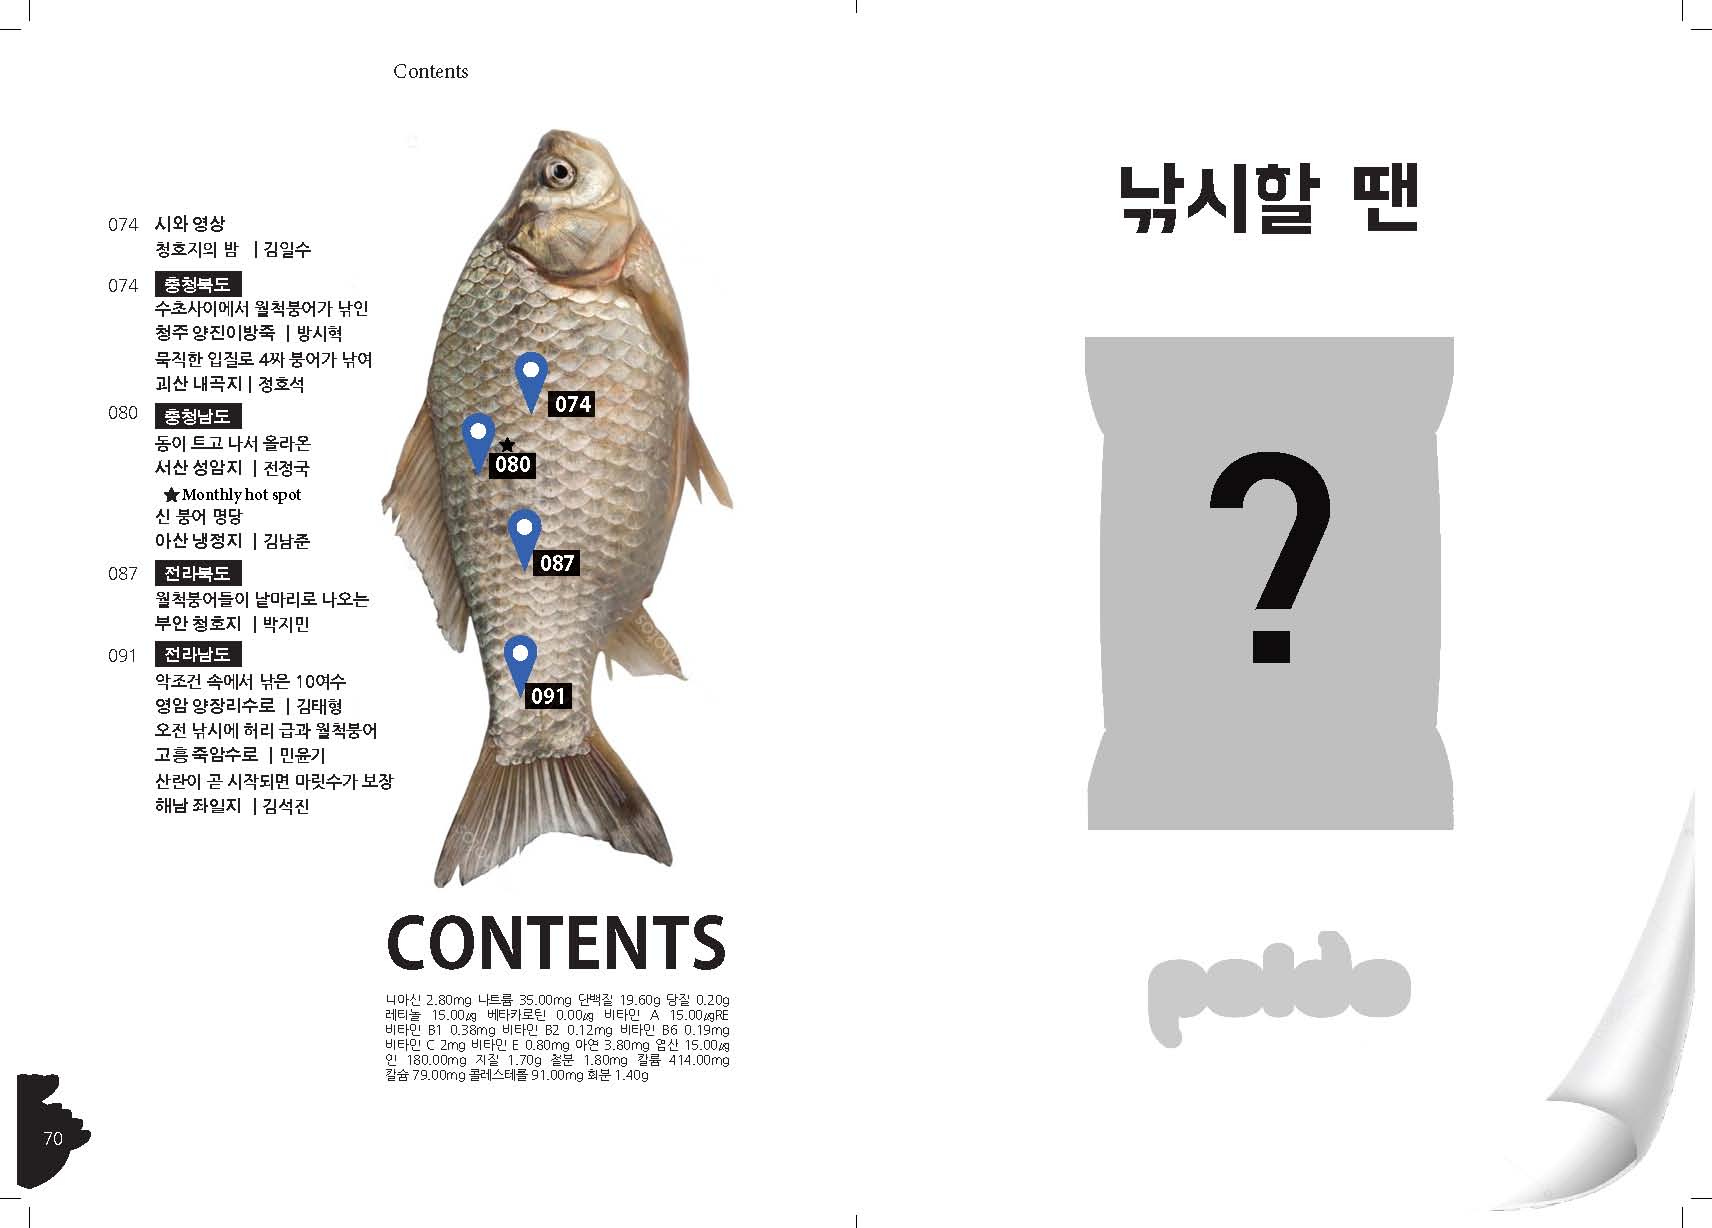 Contents
074 시와 영상
청호지의 밤 | 김일수
074 충청북도
수초사이에서 월척붕어가 낚인
청주 양진이방죽 | 방시혁
묵직한 입질로 4짜 붕어가 낚여
괴산 내곡지 | 정호석
080 충청남도
동이 트고 나서 올라온
서산 성암지 | 전정국
★Monthly hot spot
신 붕어 명당
아산 냉정지 | 김남준
087 전라북도
월척붕어들이 낱마리로 나오는
부안 청호지 | 박지민
091 전라남도
악조건 속에서 낚은 10여수
영암 양장리수로 | 김태형
오전 낚시에 허리 급과 월척붕어
고흥 죽암수로 | 민윤기
산란이 곧 시작되면 마릿수가 보장
해남 좌일지 | 김석진
074
★
080
087
091
CONTENTS
니아신 2.80mg 나트륨 35.00mg 단백질 19.60g 당질 0.20g
레티놀 15.00㎍ 베타카로틴 0.00㎍ 비타민 A 15.00㎍RE
비타민 B1 0.38mg 비타민 B2 0.12mg 비타민 B6 0.19mg
비타민 C 2mg 비타민 E 0.80mg 아연 3.80mg 엽산 15.00㎍
인 180.00mg 지질 1.70g 철분 1.80mg 칼륨 414.00mg
칼슘 79.00mg 콜레스테롤 91.00mg 회분 1.40g
70
낚시할 땐
?